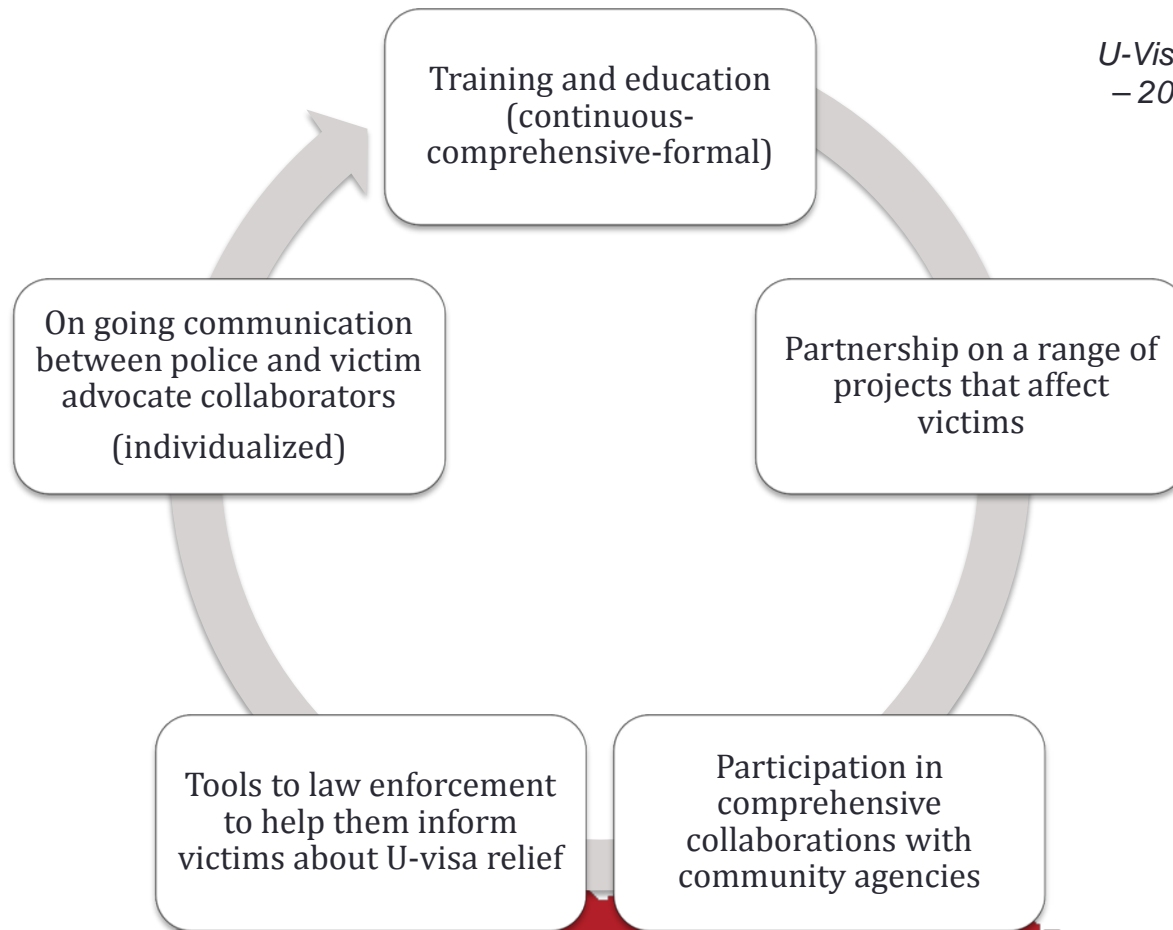 U-Vis
– 20
Training and education
(continuous-
comprehensive-formal)
Partnership on a range of
projects that affect
victims
Participation in
comprehensive
collaborations with
community agencies
Tools to law enforcement
to help them inform
victims about U-visa relief
On going communication
between police and victim
advocate collaborators
(individualized)